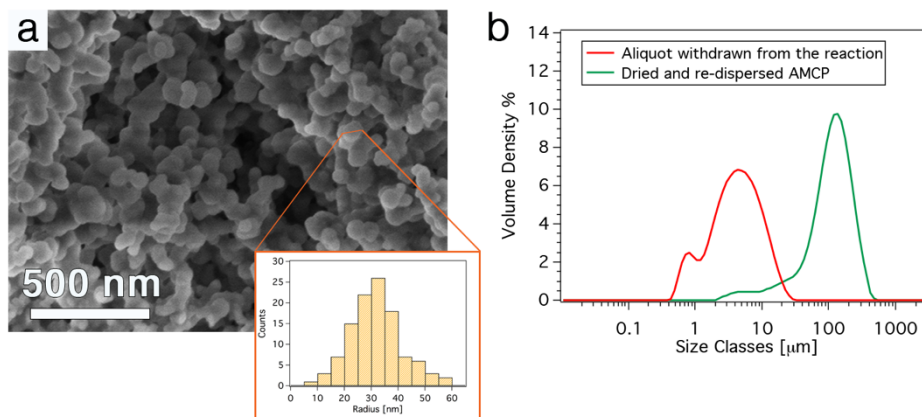 a
500 nm
30
25
20
15
10
5
0
Counts
0 10 20 30 40 50 60
Radius [nm]
b
14
12
10
8
6
4
2
0
Volume Density %
Aliquot withdrawn from the reaction
Dried and re-dispersed AMCP
0.1 1 10 100 1000
Size Classes [μm]